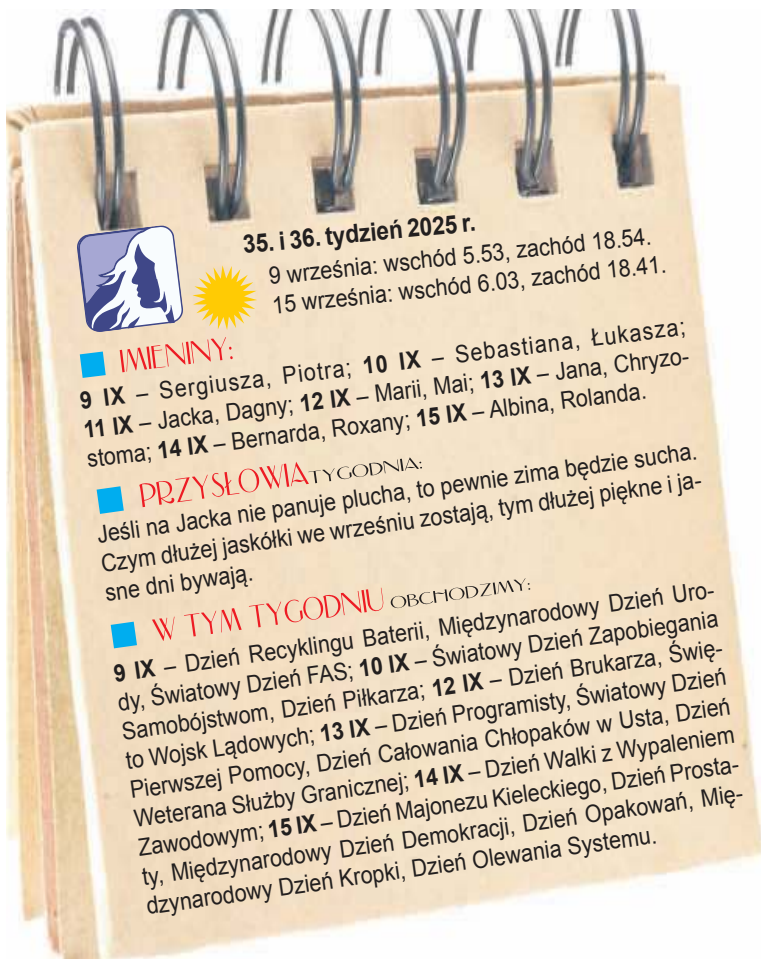 35. i 36. tydzień 2025 r.
9 września: wschód 5.53, zachód 18.54.
15 września: wschód 6.03, zachód 18.41.
IMIENINY:
9 IX – Sergiusza, Piotra; 10 IX – Sebastiana, Łukasza;
11 IX – Jacka, Dagny; 12 IX – Marii, Mai; 13 IX – Jana, Chryzo-
stoma; 14 IX – Bernarda, Roxany; 15 IX – Albina, Rolanda.
PRZYSŁOWIA TYGODNIA:
Jeśli na Jacka nie panuje plucha, to pewnie zima będzie sucha.
Czym dłużej jaskółki we wrześniu zostają, tym dłużej piękne i ja-
sne dni bywają.
W TYM TYGODNIU OBCHODZIMY:
9 IX – Dzień Recyklingu Baterii, Międzynarodowy Dzień Uro-
dy, Światowy Dzień FAS; 10 IX – Światowy Dzień Zapobiegania
Samobójstwom, Dzień Piłkarza; 12 IX – Dzień Brukarza, Świę-
to Wojsk Lądowych; 13 IX – Dzień Programisty, Światowy Dzień
Pierwszej Pomocy, Dzień Całowania Chłopaków w Usta, Dzień
Weterana Służby Granicznej; 14 IX – Dzień Walki z Wypaleniem
Zawodowym; 15 IX – Dzień Majonezu Kieleckiego, Dzień Prosta-
ty, Międzynarodowy Dzień Demokracji, Dzień Opakowań, Mię-
dzynarodowy Dzień Kropki, Dzień Olewania Systemu.